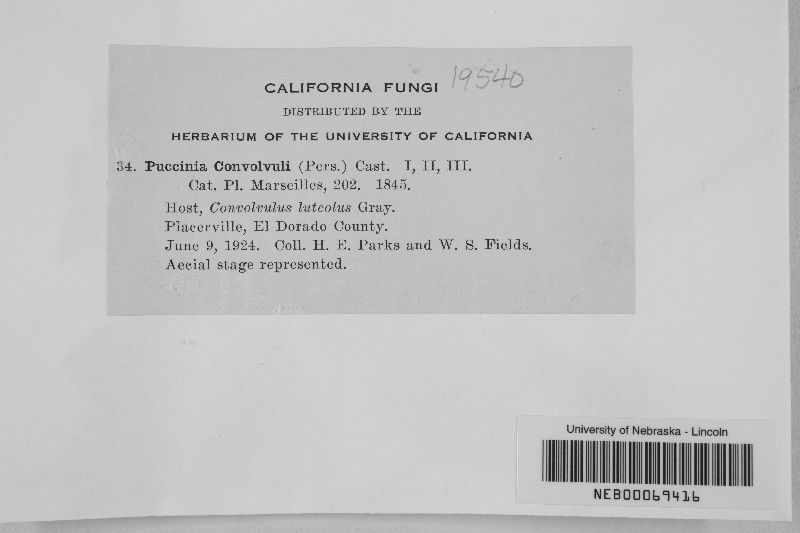 CALIFORNIA FUNGI 19540
DISTRIBUTED BY THE
HERBARIUM OF THE UNIVERSITY OF CALIFORNIA
34. Puccinia Convolvuli (Pers.) Cast. I, II, III.
Cat. Pl. Marseilles, 202. 1845.
Host, Convolvulus luteolus Gray.
Placerville, El Dorado County.
June 9, 1924. Coll. H. E. Parks and W. S. Fields.
Aecial stage represented.
University of Nebraska - Lincoln
NEB00069416